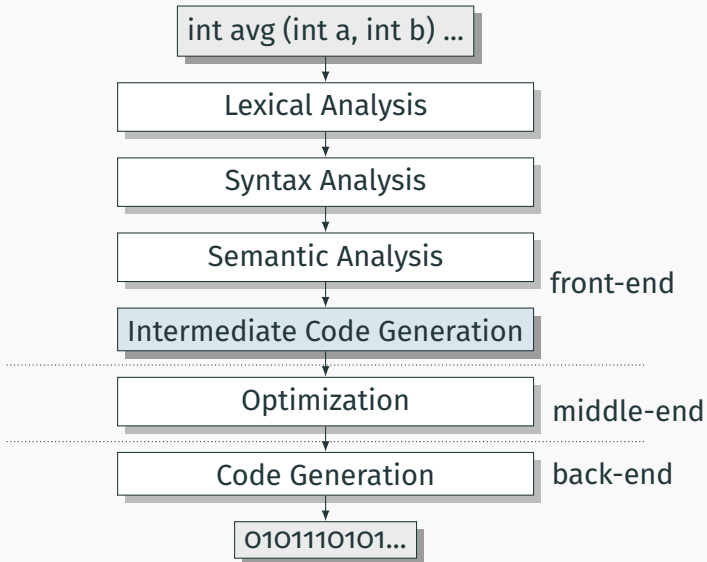 int avg (int a, int b) ...
Lexical Analysis
Syntax Analysis
Semantic Analysis
front-end
Intermediate Code Generation
Optimization
middle-end
Code Generation
back-end
0101110101...